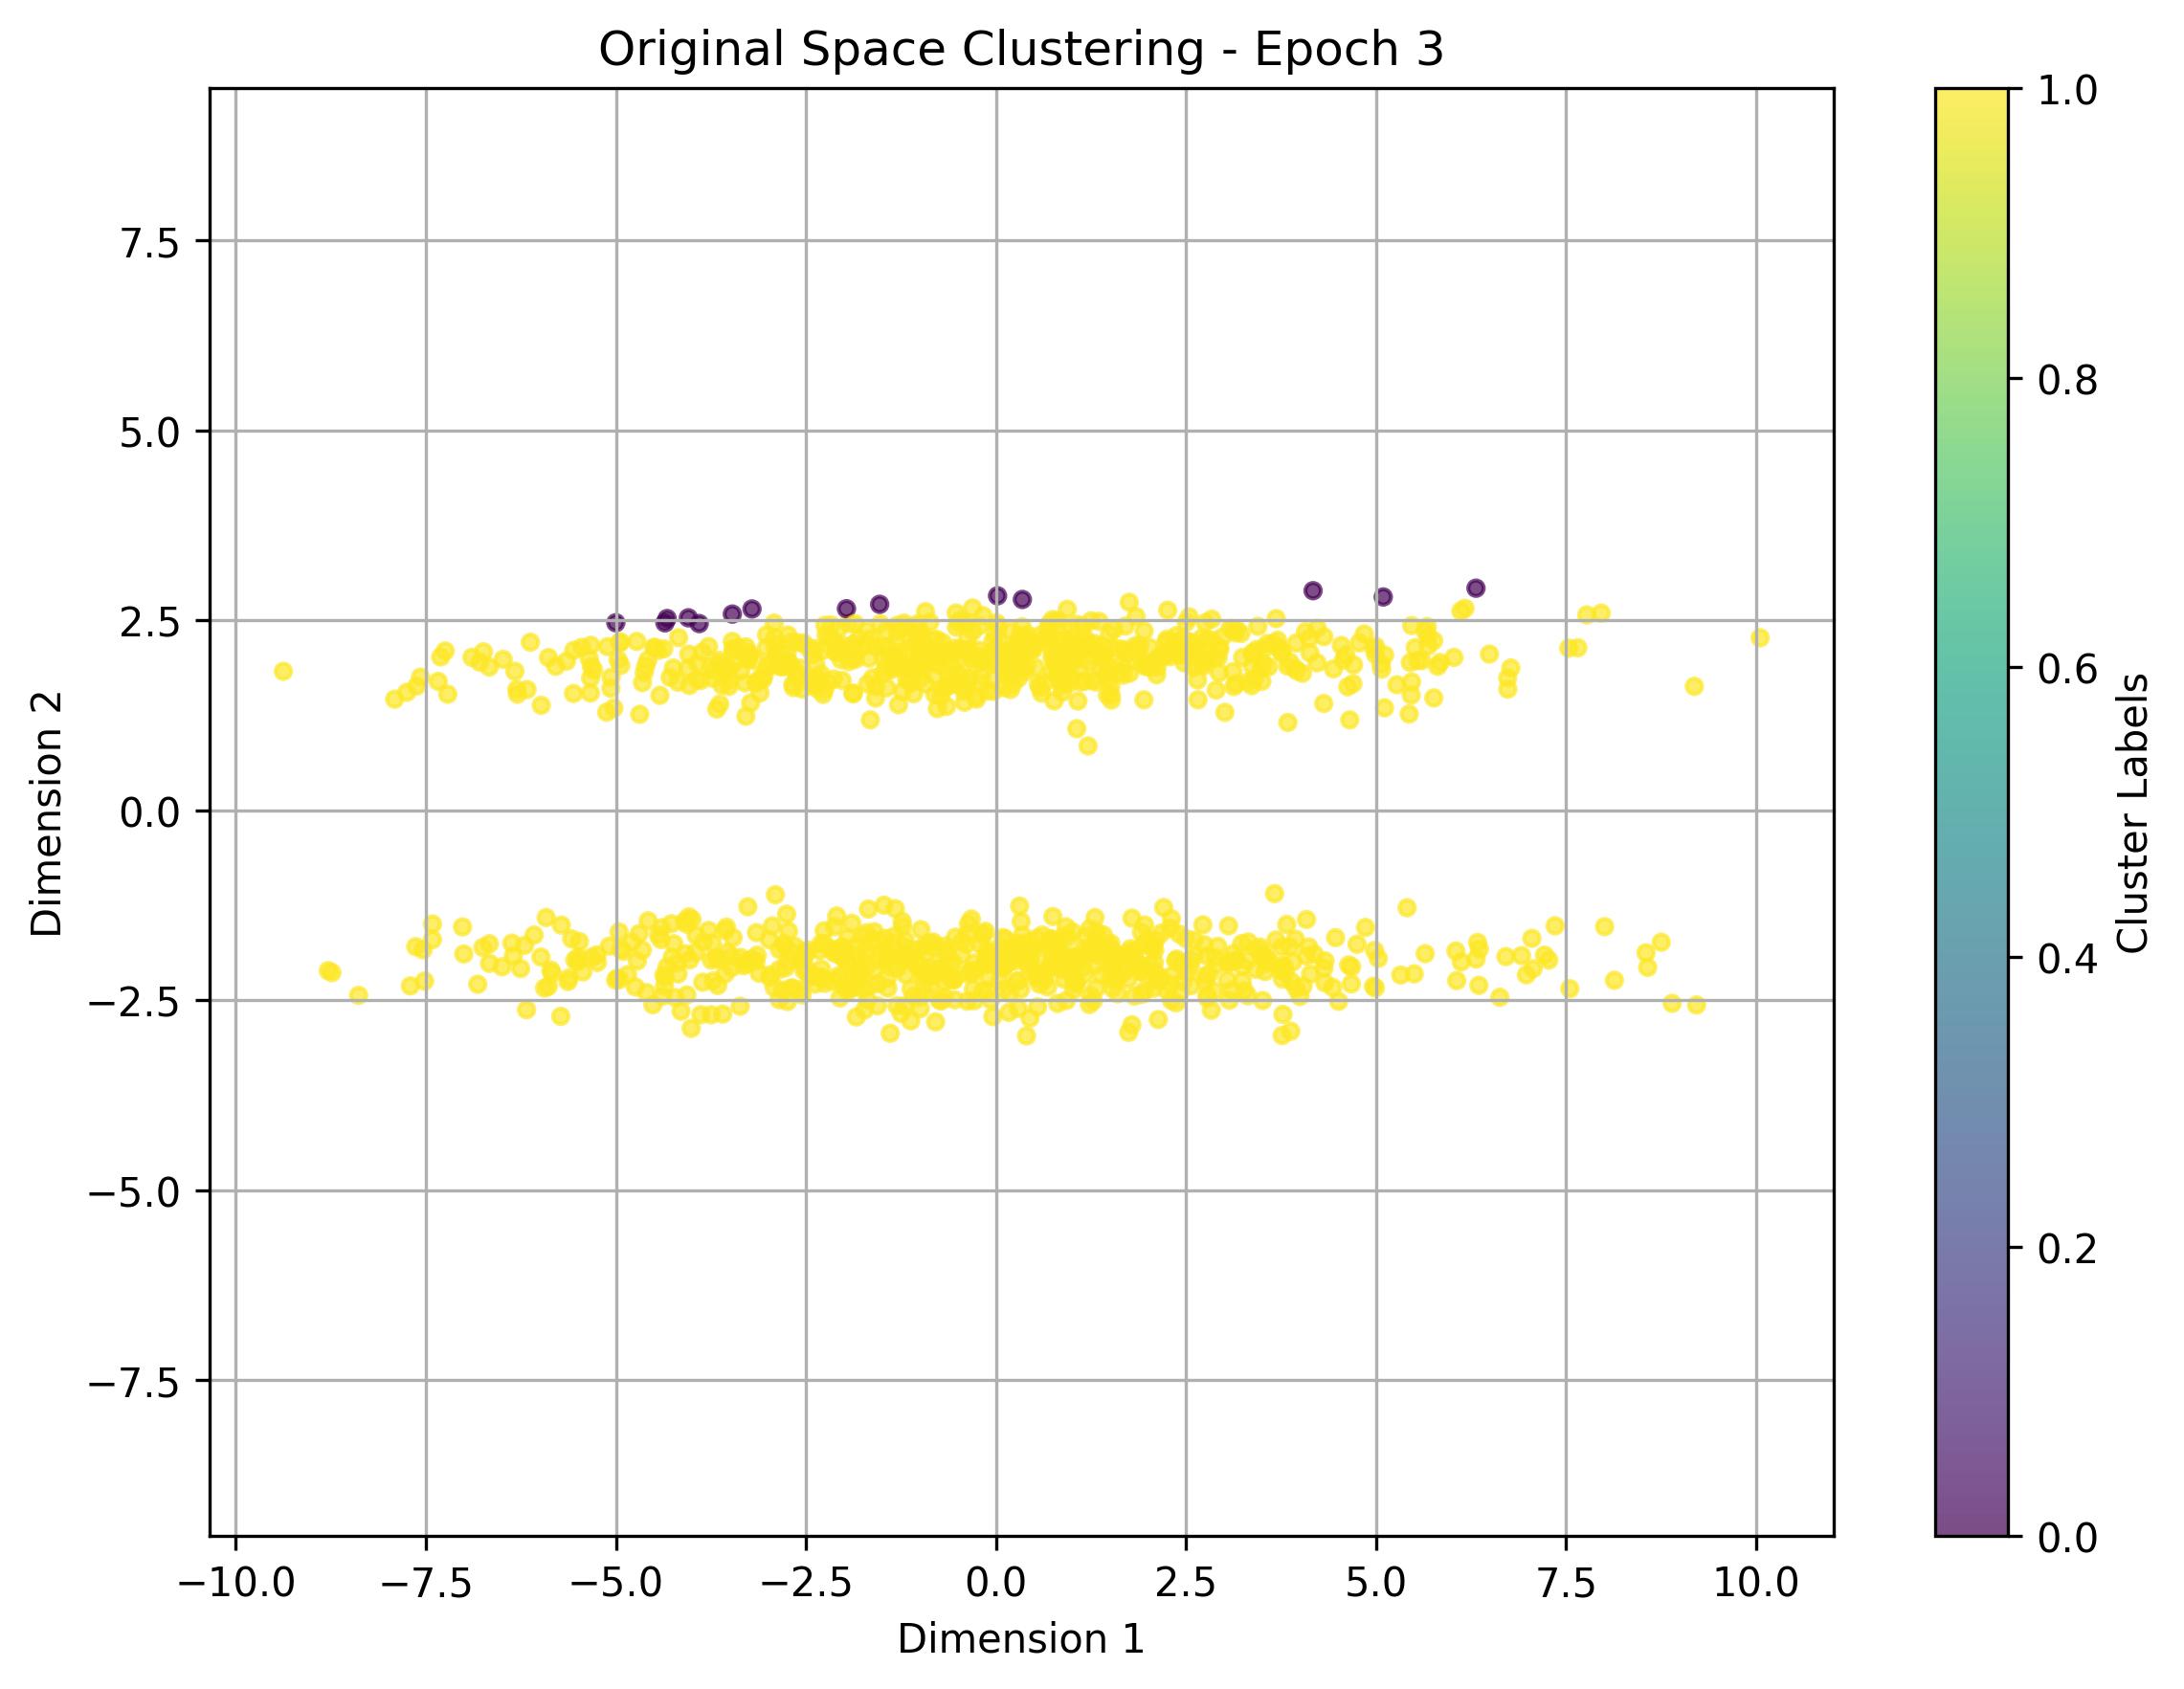 Original Space Clustering - Epoch 3
1.0
0.8
0.6
0.4
0.2
0.0
Cluster Labels
7.5
5.0
2.5
0.0
−2.5
−5.0
−7.5
Dimension 2
−10.0 −7.5 −5.0 −2.5 0.0 2.5 5.0 7.5 10.0
Dimension 1